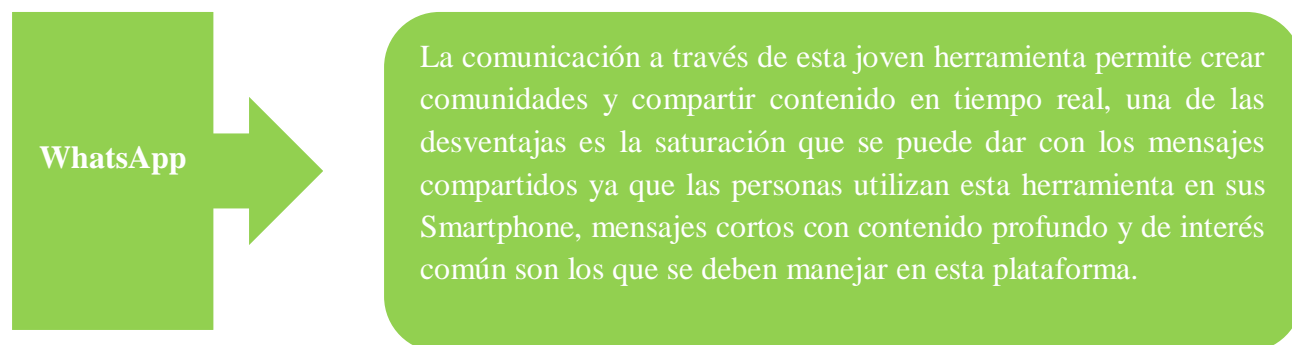 WhatsApp
La comunicación a través de esta joven herramienta permite crear
comunidades y compartir contenido en tiempo real, una de las
desventajas es la saturación que se puede dar con los mensajes
compartidos ya que las personas utilizan esta herramienta en sus
Smartphone, mensajes cortos con contenido profundo y de interés
común son los que se deben manejar en esta plataforma.